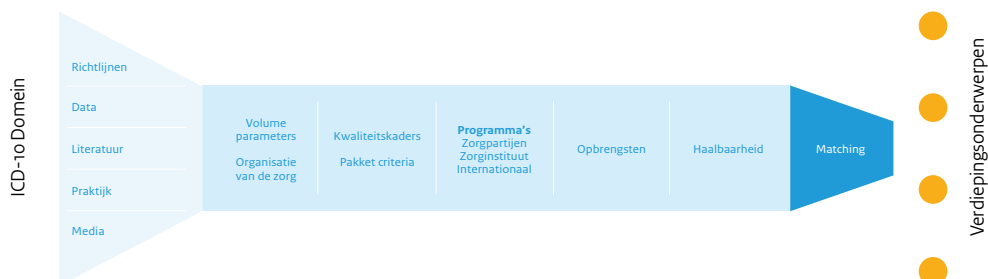 ICD-10 Domein
Richtlijnen
Data
Literatuur
Praktijk
Media
Volume
parameters
Organisatie
van de zorg
Kwaliteitskaders
Pakket criteria
Programma's
Zorgpartijen
Zorginstituut
Internationaal
Opbrengsten
Haalbaarheid
Matching
Verdiepingsonderwerpen